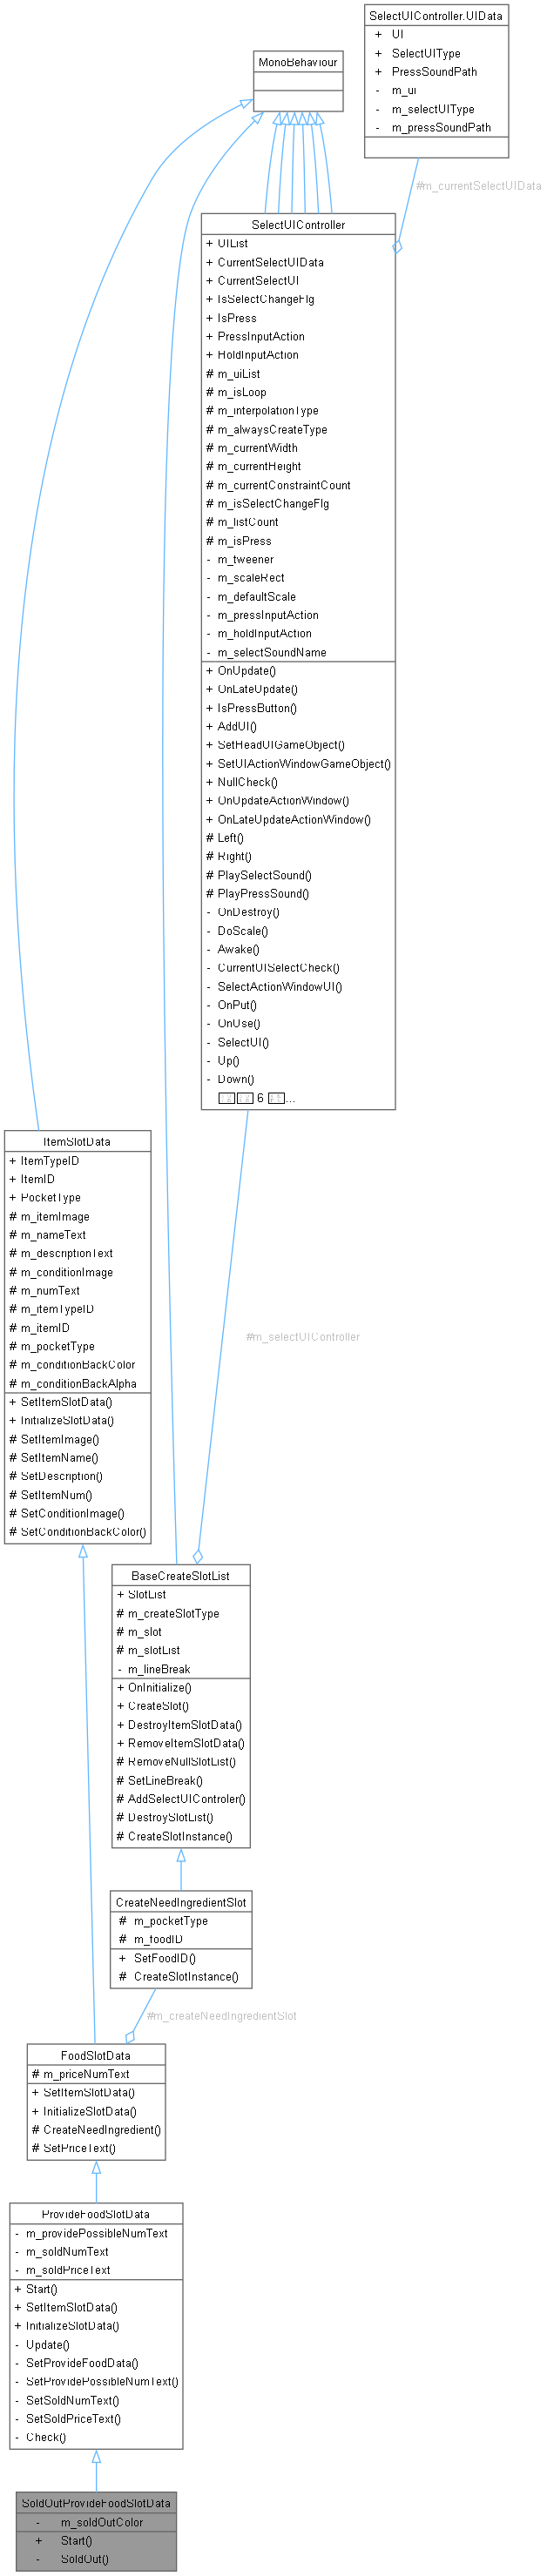 SelectUIController.UIData
+ UI
+ SelectUIType
+ PressSoundPath
- m_ui
- m_selectUIType
- m_pressSoundPath
MonoBehaviour
#m_currentSelectUIData
SelectUIController
+ UIList
+ CurrentSelectUIData
+ CurrentSelectUI
+ IsSelectChangeFlg
+ IsPress
+ PressInputAction
+ HoldInputAction
# m_uiList
# m_isLoop
# m_interpolationType
# m_alwaysCreateType
# m_currentWidth
# m_currentHeight
# m_currentConstraintCount
# m_isSelectChangeFlg
# m_listCount
# m_isPress
- m_tweener
- m_scaleRect
- m_defaultScale
- m_pressInputAction
- m_holdInputAction
- m_selectSoundName
+ OnUpdate()
+ OnLateUpdate()
+ IsPressButton()
+ AddUI()
+ SetHeadUIGameObject()
+ SetUIActionWindowGameObject()
+ NullCheck()
+ OnUpdateActionWindow()
+ OnLateUpdateActionWindow()
# Left()
# Right()
# PlaySelectSound()
# PlayPressSound()
- OnDestroy()
- DoScale()
- Awake()
- CurrentUISelectCheck()
- SelectActionWindowUI()
- OnPut()
- OnUse()
- SelectUI()
- Up()
- Down()
6 ...
ItemSlotData
+ ItemTypeID
+ ItemID
+ PocketType
# m_itemImage
# m_nameText
# m_descriptionText
# m_conditionImage
# m_numText
# m_itemTypeID
# m_itemID
# m_pocketType
# m_conditionBackColor
# m_conditionBackAlpha
+ SetItemSlotData()
+ InitializeSlotData()
# SetItemImage()
# SetItemName()
# SetDescription()
# SetItemNum()
# SetConditionImage()
# SetConditionBackColor()
#m_selectUIController
BaseCreateSlotList
+ SlotList
# m_createSlotType
# m_slot
# m_slotList
- m_lineBreak
+ OnInitialize()
+ CreateSlot()
+ DestroyItemSlotData()
+ RemoveItemSlotData()
# RemoveNullSlotList()
# SetLineBreak()
# AddSelectUIControler()
# DestroySlotList()
# CreateSlotInstance()
CreateNeedIngredientSlot
# m_pocketType
# m_foodID
+ SetFoodID()
# CreateSlotInstance()
#m_createNeedIngredientSlot
FoodSlotData
# m_priceNumText
+ SetItemSlotData()
+ InitializeSlotData()
# CreateNeedIngredient()
# SetPriceText()
ProvideFoodSlotData
- m_providePossibleNumText
- m_soldNumText
- m_soldPriceText
+ Start()
+ SetItemSlotData()
+ InitializeSlotData()
- Update()
- SetProvideFoodData()
- SetProvidePossibleNumText()
- SetSoldNumText()
- SetSoldPriceText()
- Check()
SoldOutProvideFoodSlotData
- m_soldOutColor
+ Start()
- SoldOut()